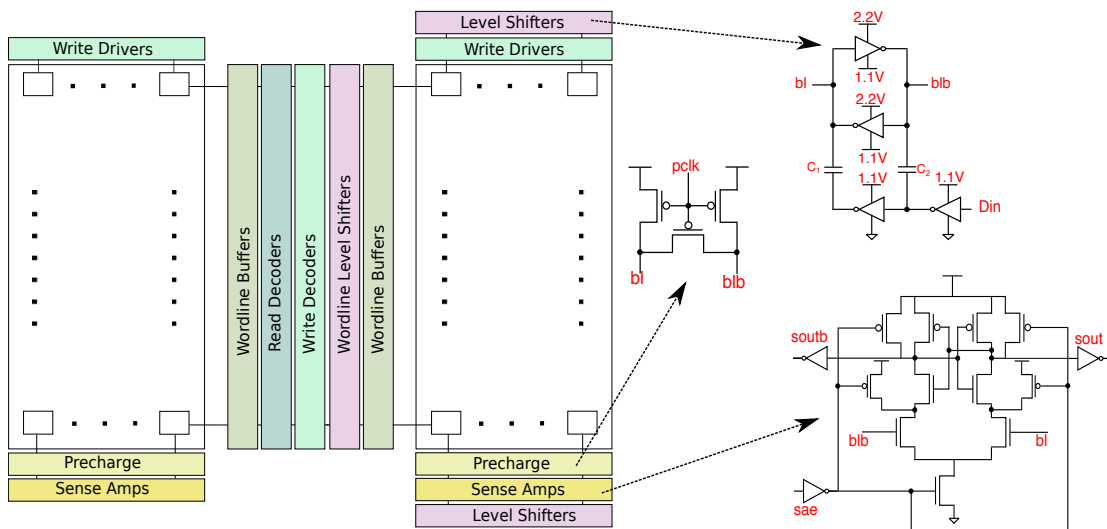 Level Shifters
Write Drivers
Write Drivers
Wordline Buffers
Read Decoders
Write Decoders
Wordline Level Shifters
Wordline Buffers
Precharge
Sense Amps
Precharge
Sense Amps
Level Shifters
pclk
bl
blb
2.2V
1.1V
bl
blb
2.2V
1.1V
C1
C2
1.1V
1.1V
Din
soutb
sout
blb
bl
sae